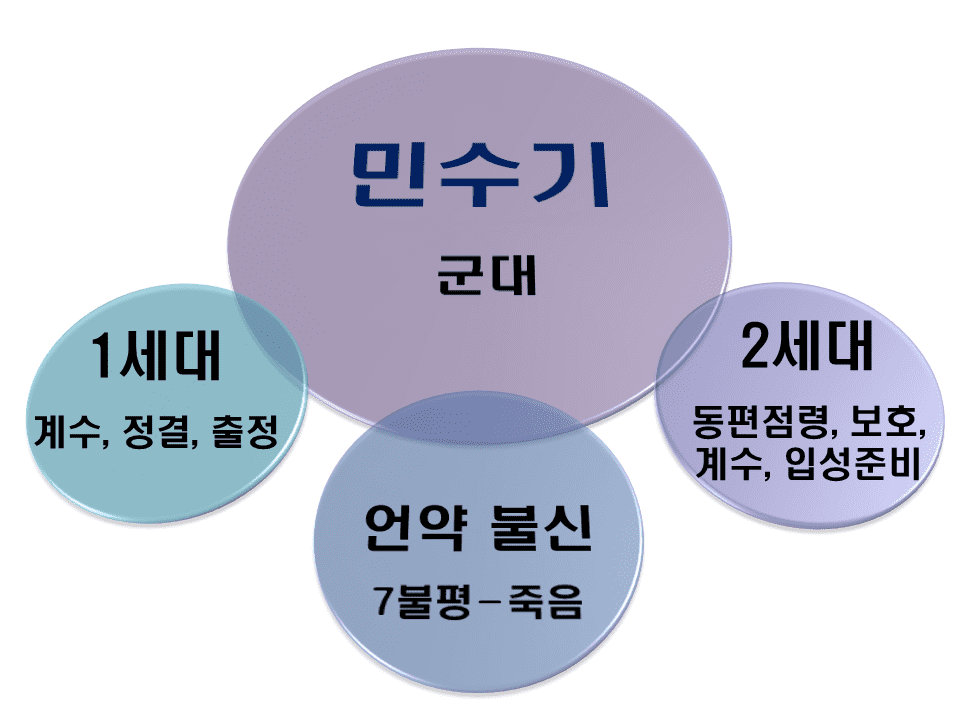 민수기
군대
1세대
계수, 정결, 출정
2세대
동편점령, 보호,
계수, 입성준비
언약 불신
7불평-죽음